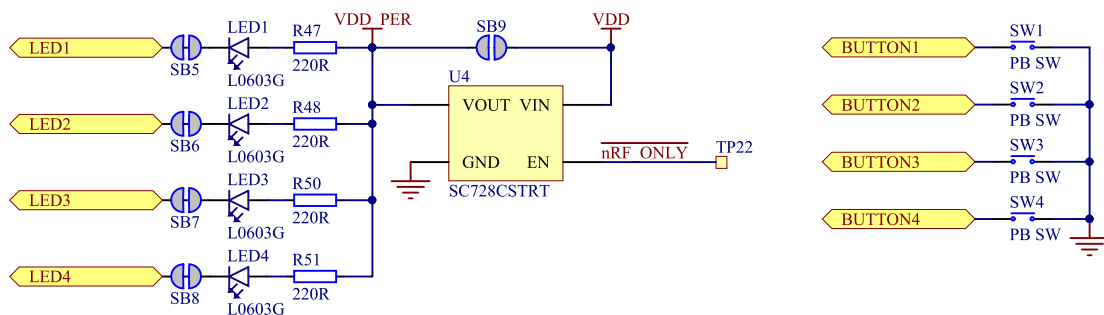 VDD_PER
VDD
LED1
SB5
LED1
L0603G
R47
220R
SB9
LED2
SB6
LED2
L0603G
R48
220R
LED3
SB7
LED3
L0603G
R50
220R
LED4
SB8
LED4
L0603G
R51
220R
U4
VOUT VIN
GND EN
SC728CSTRT
nRF_ONLY
TP22
BUTTON1
SW1
PB SW
BUTTON2
SW2
PB SW
BUTTON3
SW3
PB SW
BUTTON4
SW4
PB SW